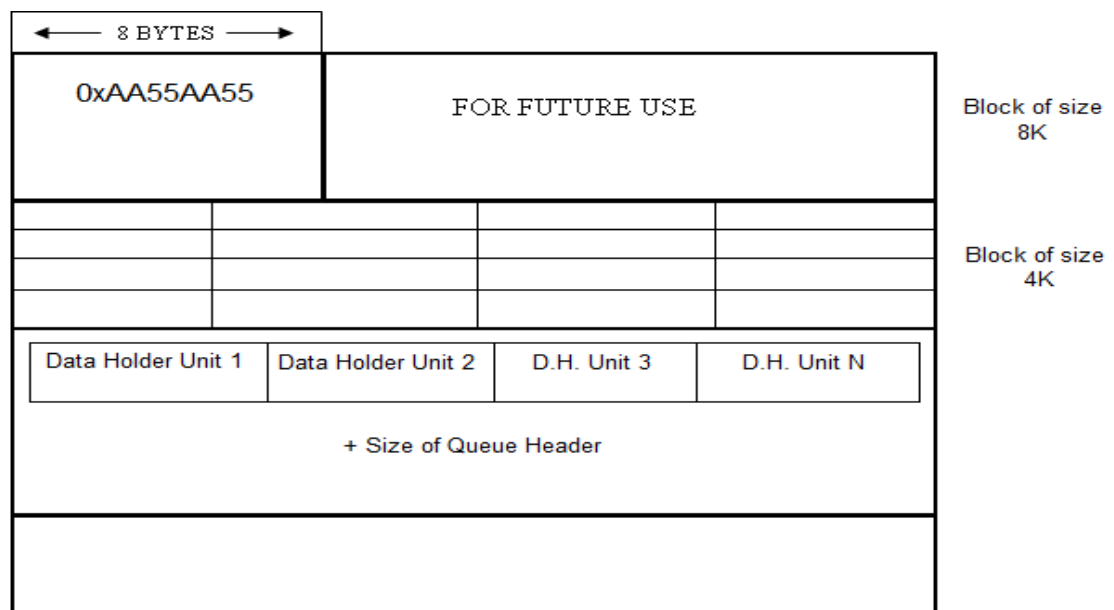 8 BYTES
0xAA55AA55
FOR FUTURE USE
Block of size
8K
Block of size
4K
Data Holder Unit 1
Data Holder Unit 2
D.H. Unit 3
D.H. Unit N
+ Size of Queue Header